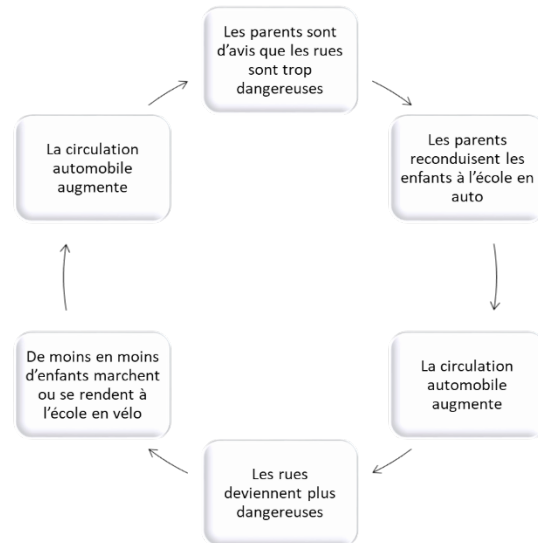 Les parents sont
d'avis que les rues
sont trop
dangereuses
Les parents
reconduisent les
enfants à l'école en
auto
La circulation
automobile
augmente
Les rues
deviennent plus
dangereuses
De moins en moins
d'enfants marchent
ou se rendent à
l'école en vélo
La circulation
automobile
augmente